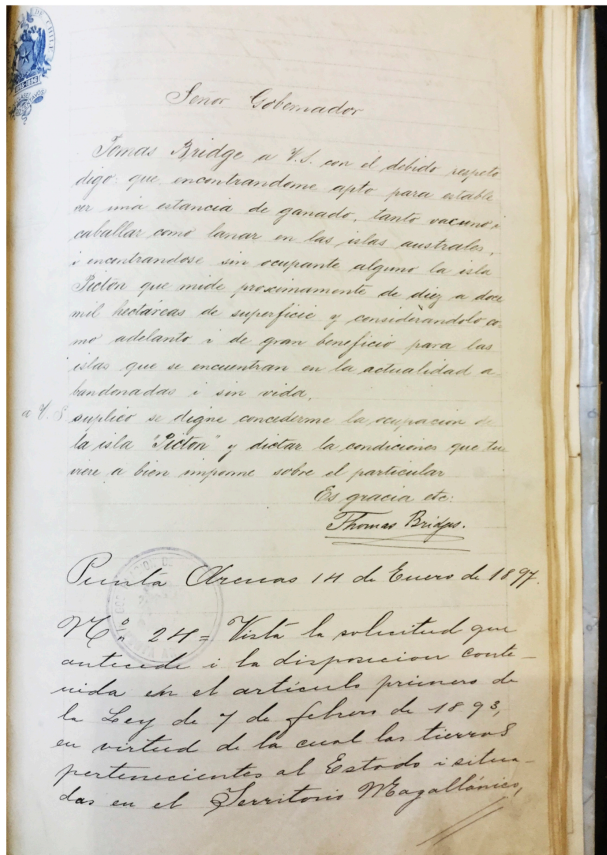 Señor Gobernador
Tomas Bridge a V.S. con el debido respeto
digo: que encontrandome apto para estable
cer una estancia de ganado, tanto vacuno i
caballar como lanar en las islas australes,
i encontrandose sin ocupante alguno la isla
Picton que mide proximamente de diez a doce
mil hectáreas de superficie y considerandolo co
mo adelanto i de gran beneficio para las
islas que se encuentran en la actualidad a
bandonadas i sin vida,
a V.S. suplico se digne concederme la ocupacion de
la isla "Picton" y dictar la condiciones que tu
viere a bien imponme sobre el particular
Es gracia etc:
Thomas Bridges.
Punta Arenas 14 de Enero de 1897.
Nº 24 = Vista la solicitud que
antecede i la disposicion conte-
nida en el artículo primero de
la Ley de 7 de febrero de 1893,
en virtud de la cual las tierras
pertenecientes al Estado i situa-
das en el Territorio Magallánico,